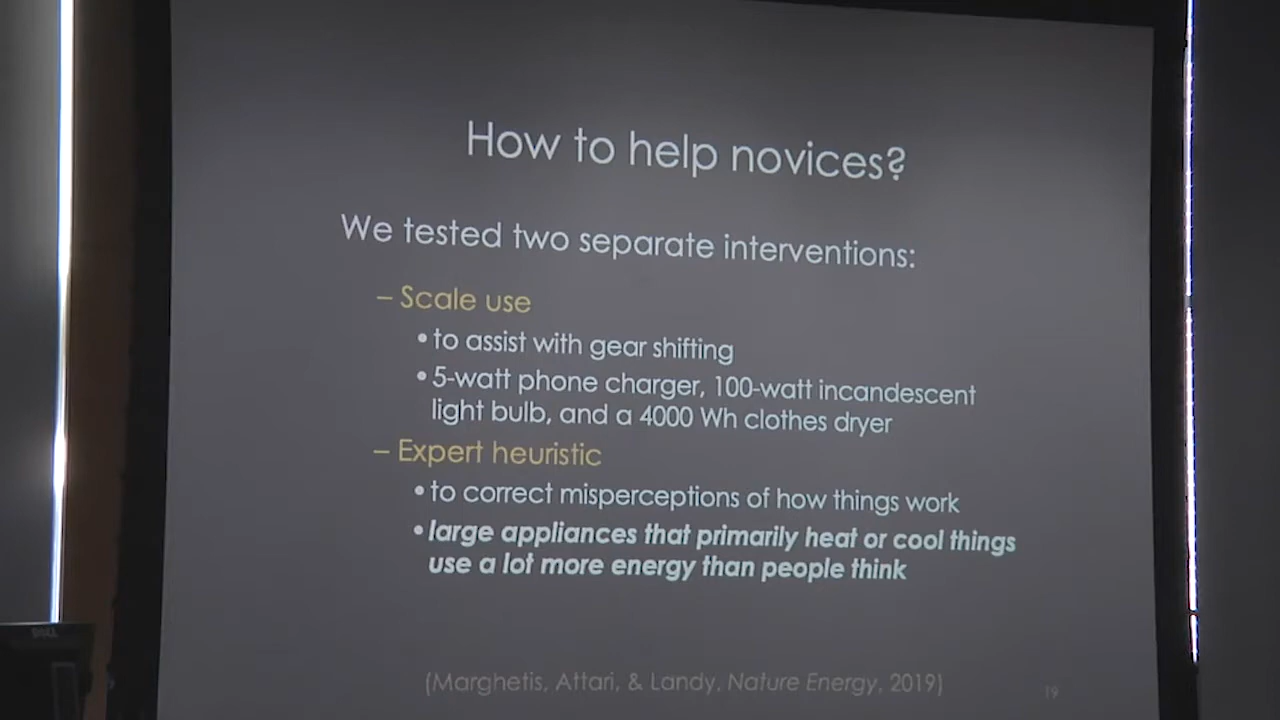 How to help novices?
We tested two separate interventions:
– Scale use
• to assist with gear shifting
• 5-watt phone charger, 100-watt incandescent
light bulb, and a 4000 Wh clothes dryer
– Expert heuristic
• to correct misperceptions of how things work
• large appliances that primarily heat or cool things
use a lot more energy than people think
(Marghetis, Attari, & Landy, Nature Energy, 2019)
19
DELL